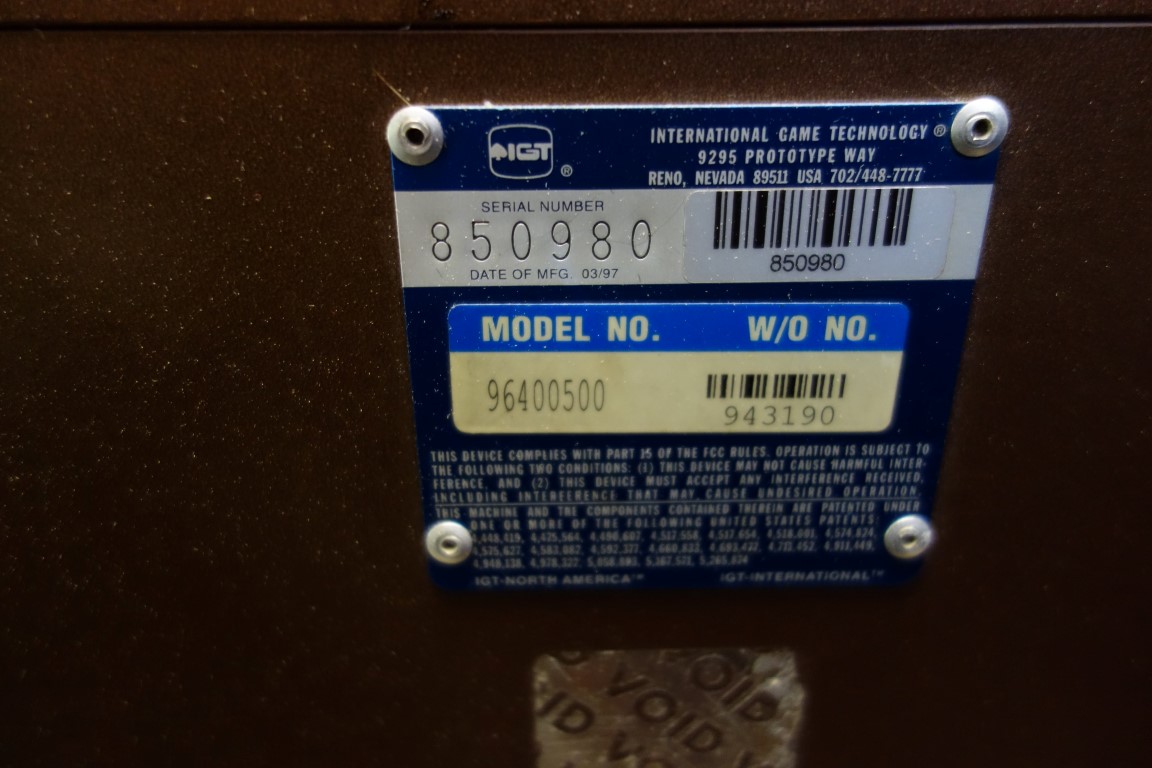 IGT ®
INTERNATIONAL GAME TECHNOLOGY ®
9295 PROTOTYPE WAY
RENO, NEVADA 89511 USA 702/448-7777
SERIAL NUMBER
850980
DATE OF MFG. 03/97
850980
MODEL NO. W/O NO.
96400500
943190
THIS DEVICE COMPLIES WITH PART 15 OF THE FCC RULES. OPERATION IS SUBJECT TO
THE FOLLOWING TWO CONDITIONS: (1) THIS DEVICE MAY NOT CAUSE HARMFUL INTER-
FERENCE, AND (2) THIS DEVICE MUST ACCEPT ANY INTERFERENCE RECEIVED,
INCLUDING INTERFERENCE THAT MAY CAUSE UNDESIRED OPERATION.
THIS MACHINE AND THE COMPONENTS CONTAINED THEREIN ARE PATENTED UNDER
ONE OR MORE OF THE FOLLOWING UNITED STATES PATENTS
IGT-NORTH AMERICA™ IGT-INTERNATIONAL™
VOID
VOID